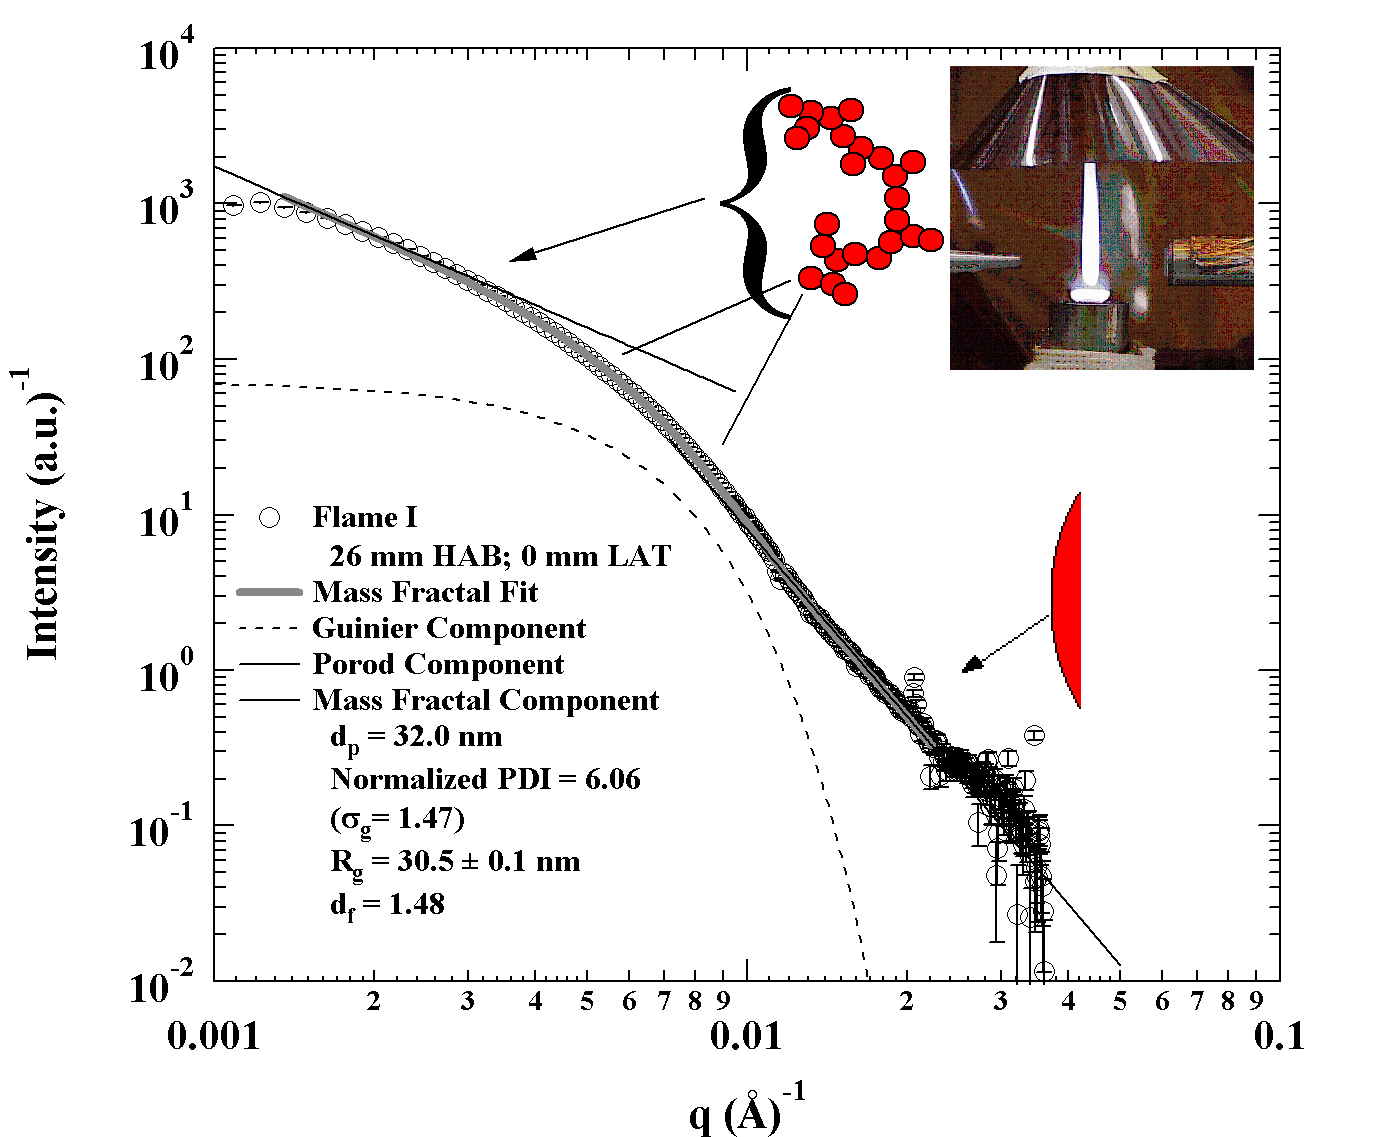 10^4
10^3
10^2
10^1
10^0
10^-1
10^-2
Intensity (a.u.)^-1
Flame I
26 mm HAB; 0 mm LAT
Mass Fractal Fit
Guinier Component
Porod Component
Mass Fractal Component
d_p = 32.0 nm
Normalized PDI = 6.06
(σ_g= 1.47)
R_g = 30.5 ± 0.1 nm
d_f = 1.48
2 3 4 5 6 7 8 9 2 3 4 5 6 7 8 9
0.001 0.01 0.1
q (Å)^-1